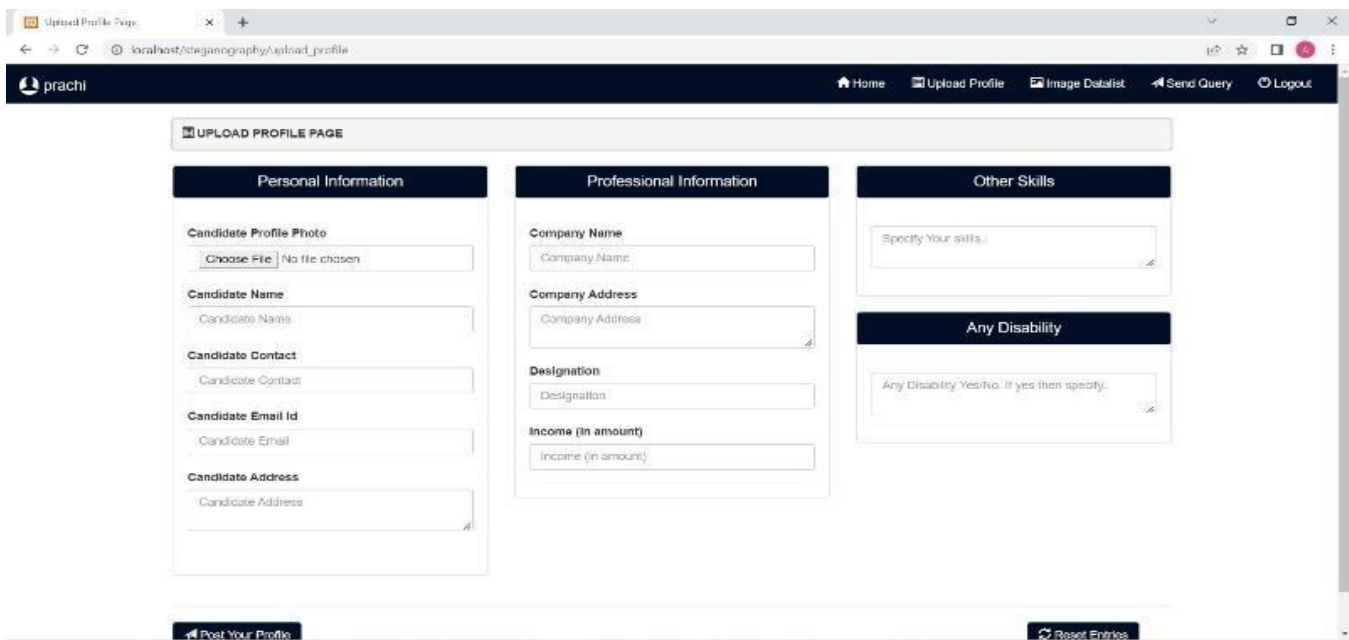 Upload Profile Page
localhost/steganography/upload_profile
prachi
Home Upload Profile Image Datalist Send Query Logout
UPLOAD PROFILE PAGE
Personal Information
Candidate Profile Photo
Choose File No file chosen
Candidate Name
Candidate Name
Candidate Contact
Candidate Contact
Candidate Email Id
Candidate Email
Candidate Address
Candidate Address
Professional Information
Company Name
Company Name
Company Address
Company Address
Designation
Designation
Income (in amount)
Income (in amount)
Other Skills
Specify Your skills..
Any Disability
Any Disability Yes/No. If yes then specify..
Post Your Profile
Reset Entries